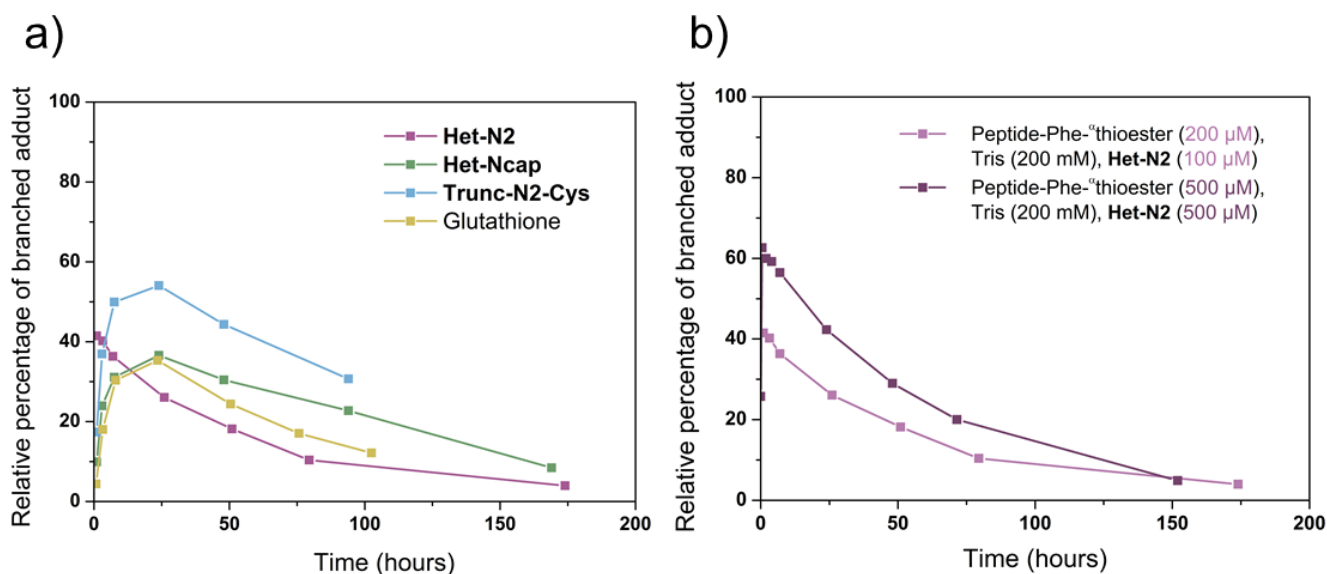 a)
Relative percentage of branched adduct
100
80
60
40
20
0
0
50
100
150
200
Time (hours)
Het-N2
Het-Ncap
Trunc-N2-Cys
Glutathione
b)
Relative percentage of branched adduct
100
80
60
40
20
0
0
50
100
150
200
Time (hours)
Peptide-Phe-ᵅthioester (200 µM),
Tris (200 mM), Het-N2 (100 µM)
Peptide-Phe-ᵅthioester (500 µM),
Tris (200 mM), Het-N2 (500 µM)